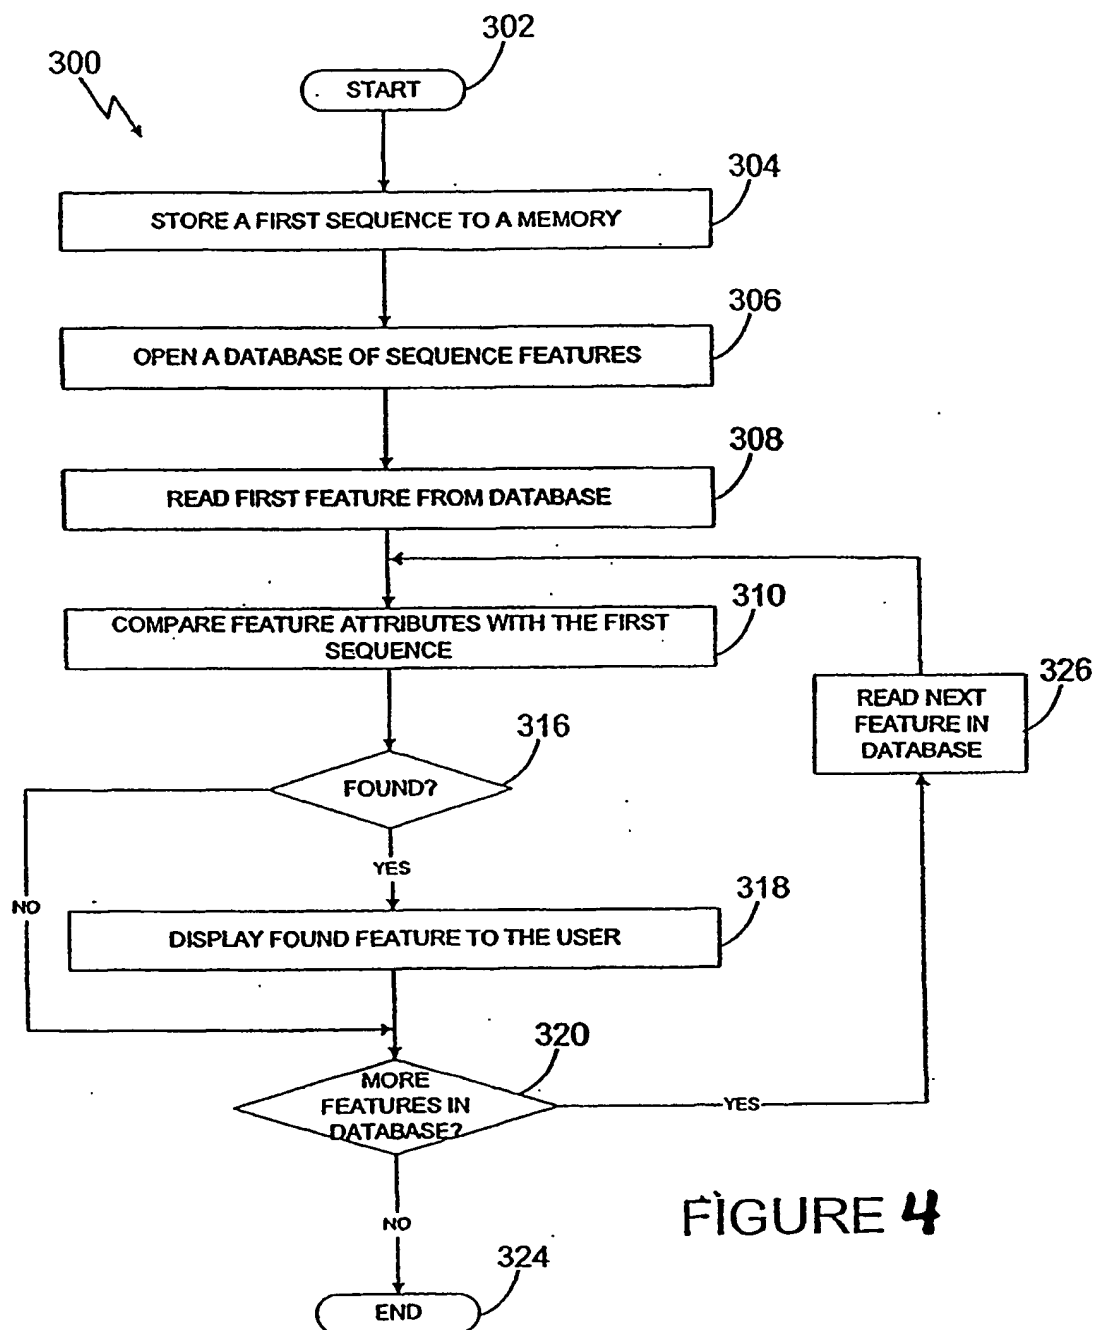 302
300
START
304
STORE A FIRST SEQUENCE TO A MEMORY
306
OPEN A DATABASE OF SEQUENCE FEATURES
308
READ FIRST FEATURE FROM DATABASE
310
COMPARE FEATURE ATTRIBUTES WITH THE FIRST
SEQUENCE
326
READ NEXT
FEATURE IN
DATABASE
316
FOUND?
YES
NO
318
DISPLAY FOUND FEATURE TO THE USER
320
MORE
FEATURES IN
DATABASE?
YES
NO
FIGURE 4
324
END